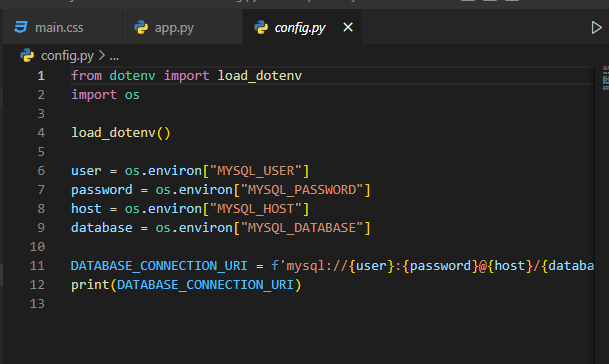 main.css app.py config.py
config.py > ...
1 from dotenv import load_dotenv
2 import os
3
4 load_dotenv()
5
6 user = os.environ["MYSQL_USER"]
7 password = os.environ["MYSQL_PASSWORD"]
8 host = os.environ["MYSQL_HOST"]
9 database = os.environ["MYSQL_DATABASE"]
10
11 DATABASE_CONNECTION_URI = f'mysql://{user}:{password}@{host}/{databa
12 print(DATABASE_CONNECTION_URI)
13